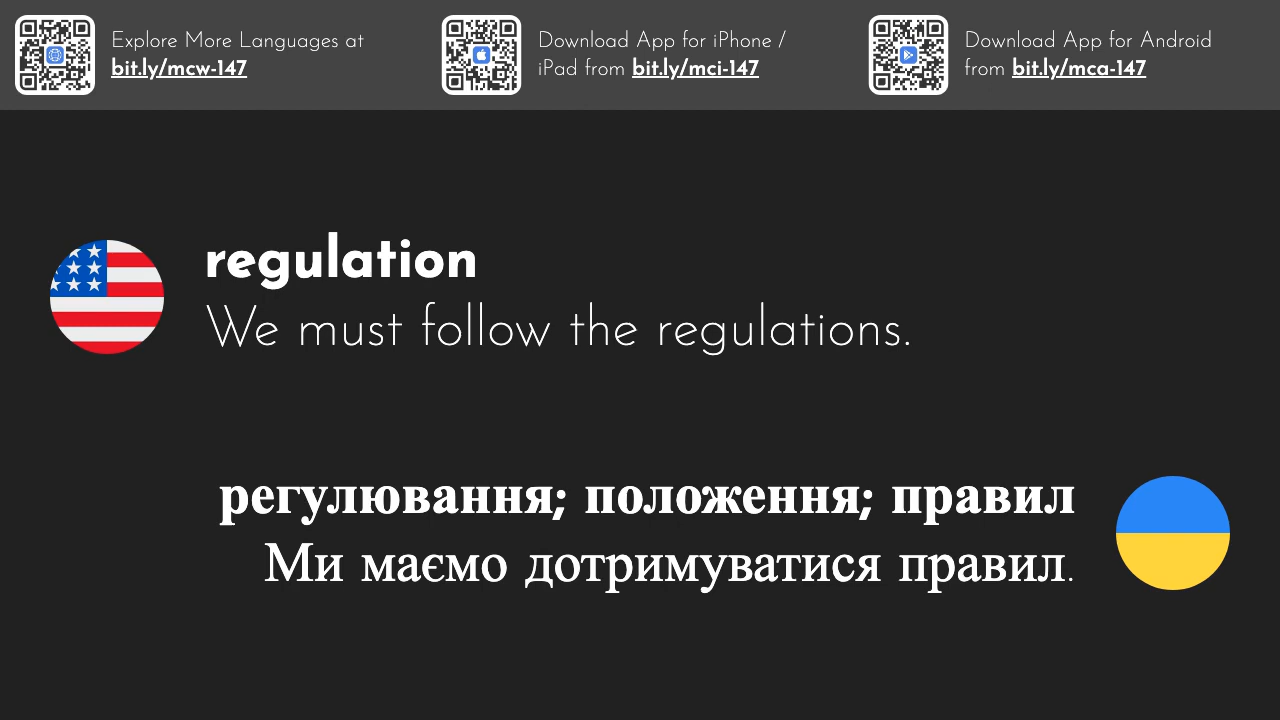 Explore More Languages at
bit.ly/mcw-147
Download App for iPhone /
iPad from bit.ly/mci-147
Download App for Android
from bit.ly/mca-147
regulation
We must follow the regulations.
регулювання; положення; правил
Ми маємо дотримуватися правил.